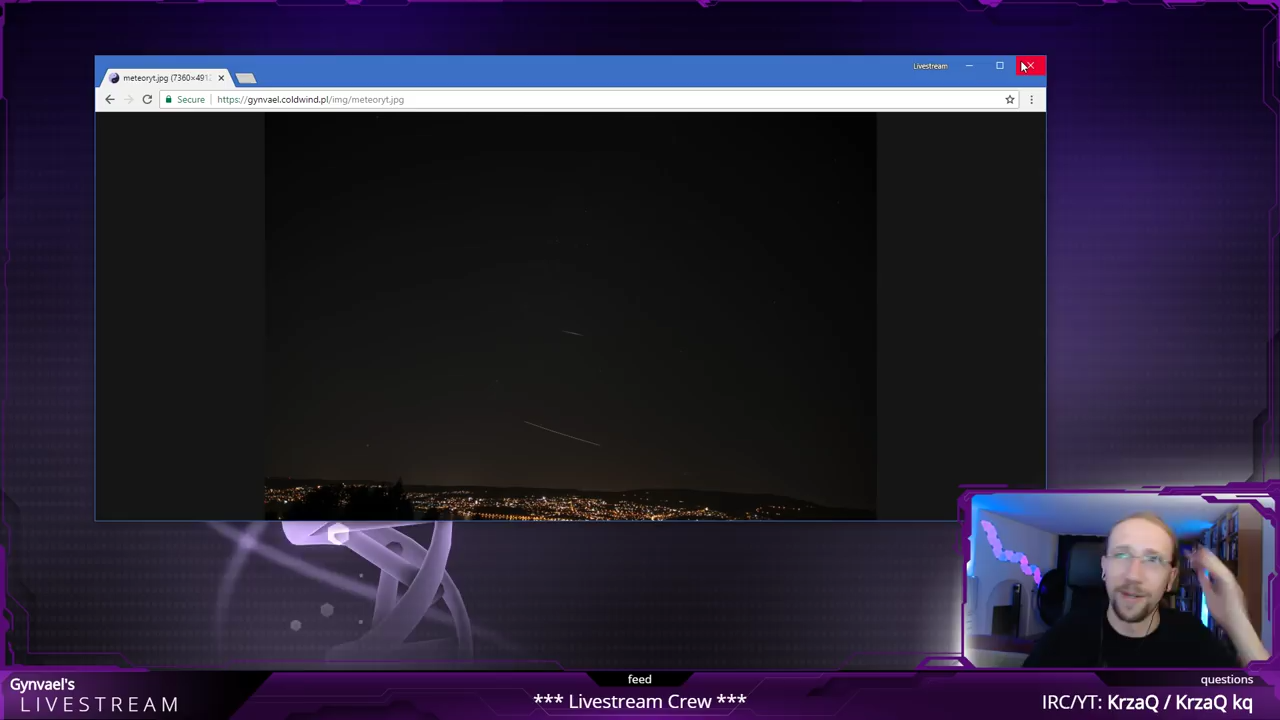 Livestream
meteoryt.jpg (7360×491
Secure
https://gynvael.coldwind.pl/img/meteoryt.jpg
Gynvael's
LIVESTREAM
feed
*** Livestream Crew ***
questions
IRC/YT: KrzaQ / KrzaQ kq